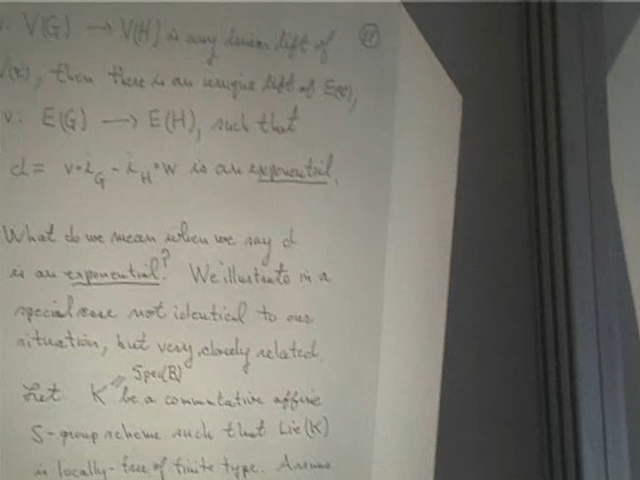 V(G) → V(H) is any linear lift of
then there is an unique lift of E(π),
v: E(G) → E(H), such that
d = v∘i_G - i_H∘w is an exponential.
What do we mean when we say d
is an exponential? We illustrate in a
special case not identical to our
situation, but very closely related.
Let K = Spec(B) be a commutative affine
S-group scheme such that Lie(K)
is locally-free of finite type. Assume